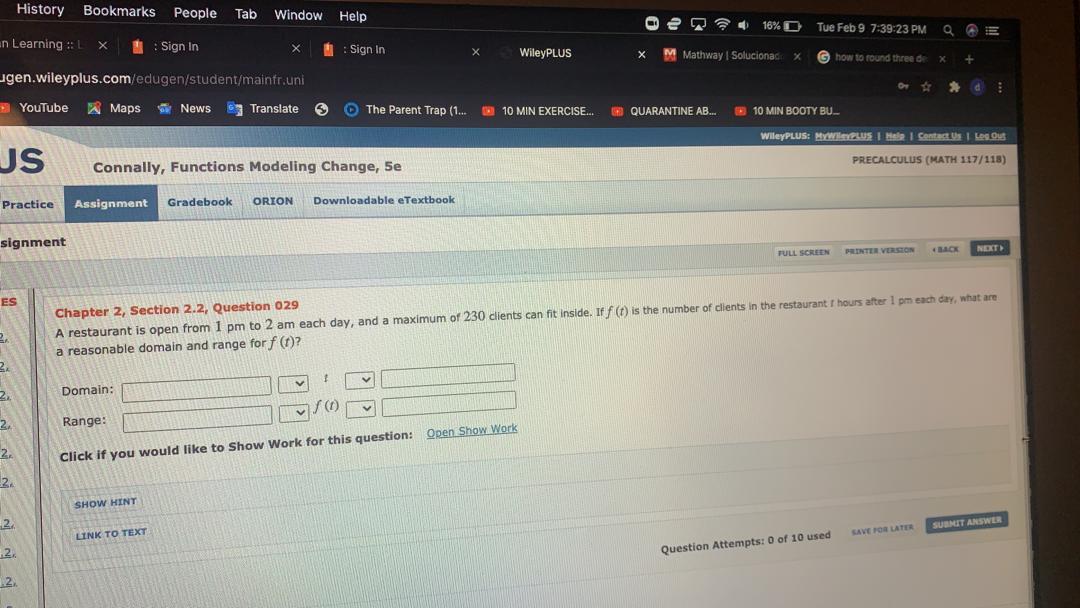 History Bookmarks People Tab Window Help 16% Tue Feb 9 7:39:23 PM
n Learning :: L : Sign In : Sign In WileyPLUS Mathway | Solucionad how to round three de
ugen.wileyplus.com/edugen/student/mainfr.uni
YouTube Maps News Translate The Parent Trap (1... 10 MIN EXERCISE... QUARANTINE AB... 10 MIN BOOTY BU...
WileyPLUS: MyWileyPLUS | Help | Contact Us | Log Out
US Connally, Functions Modeling Change, 5e PRECALCULUS (MATH 117/118)
Practice Assignment Gradebook ORION Downloadable eTextbook
signment
FULL SCREEN PRINTER VERSION BACK NEXT
ES
Chapter 2, Section 2.2, Question 029
A restaurant is open from 1 pm to 2 am each day, and a maximum of 230 clients can fit inside. If f (t) is the number of clients in the restaurant t hours after 1 pm each day, what are
a reasonable domain and range for f (t)?
Domain: t
Range: f (t)
Click if you would like to Show Work for this question: Open Show Work
SHOW HINT
LINK TO TEXT
Question Attempts: 0 of 10 used SAVE FOR LATER SUBMIT ANSWER